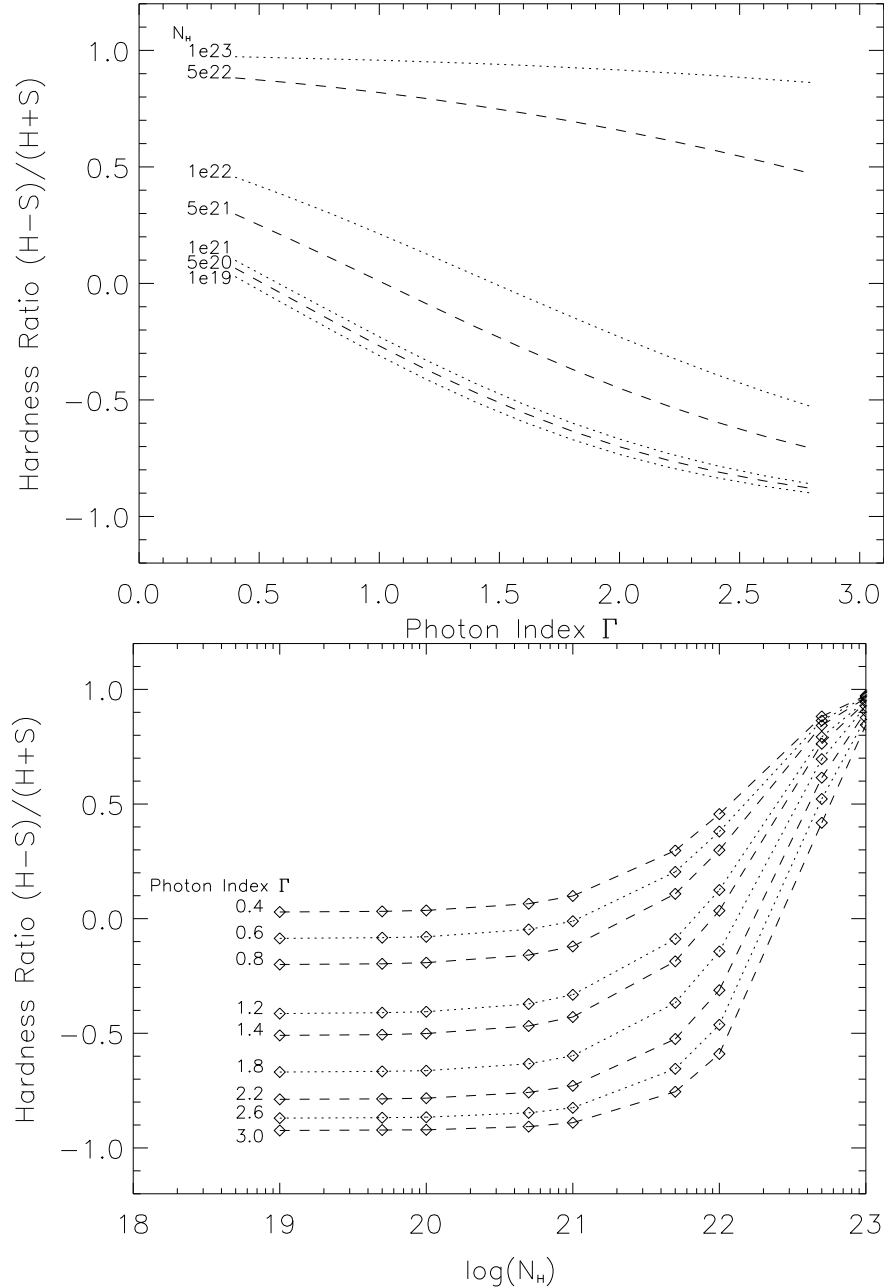 Hardness Ratio (H−S)/(H+S)
1.0
0.5
0.0
−0.5
−1.0
N_H
1e23
5e22
1e22
5e21
1e21
5e20
1e19
0.0 0.5 1.0 1.5 2.0 2.5 3.0
Photon Index Γ
Hardness Ratio (H−S)/(H+S)
1.0
0.5
0.0
−0.5
−1.0
Photon Index Γ
0.4
0.6
0.8
1.2
1.4
1.8
2.2
2.6
3.0
18 19 20 21 22 23
log(N_H)